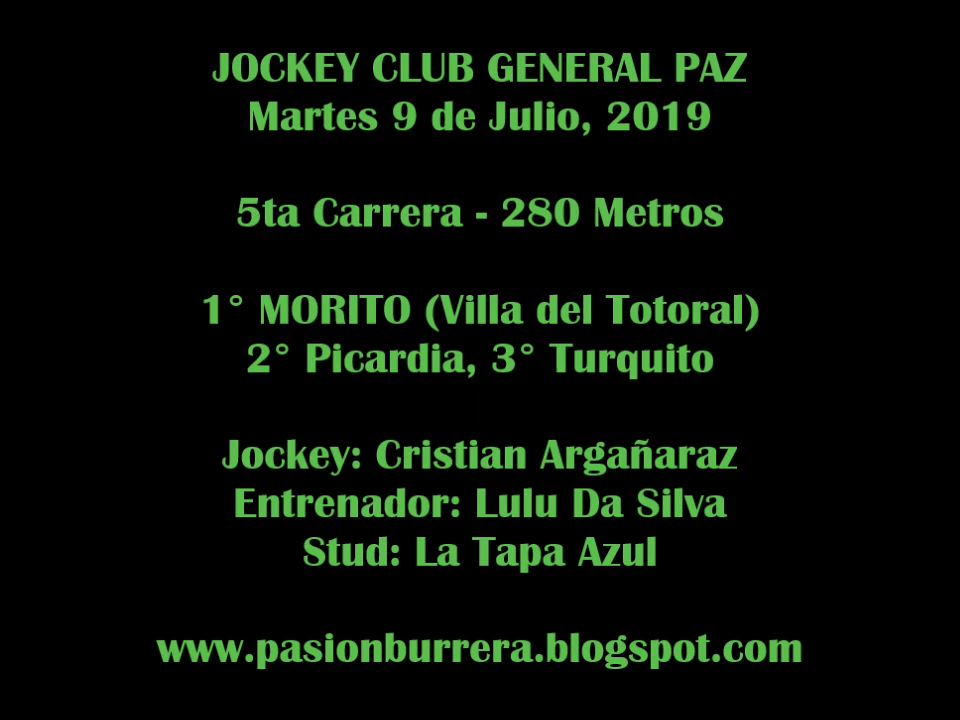 JOCKEY CLUB GENERAL PAZ
Martes 9 de Julio, 2019
5ta Carrera - 280 Metros
1° MORITO (Villa del Totoral)
2° Picardia, 3° Turquito
Jockey: Cristian Argañaraz
Entrenador: Lulu Da Silva
Stud: La Tapa Azul
www.pasionburrera.blogspot.com